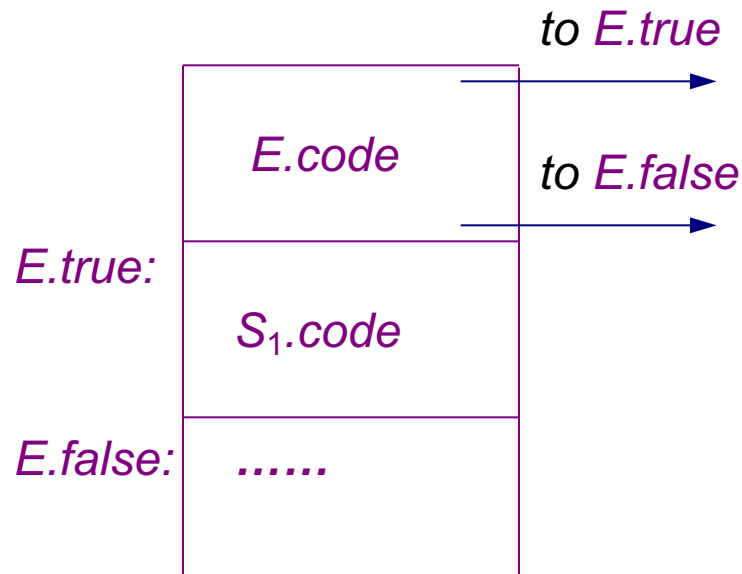 to E.true
E.code
to E.false
E.true:
S₁.code
E.false: ......